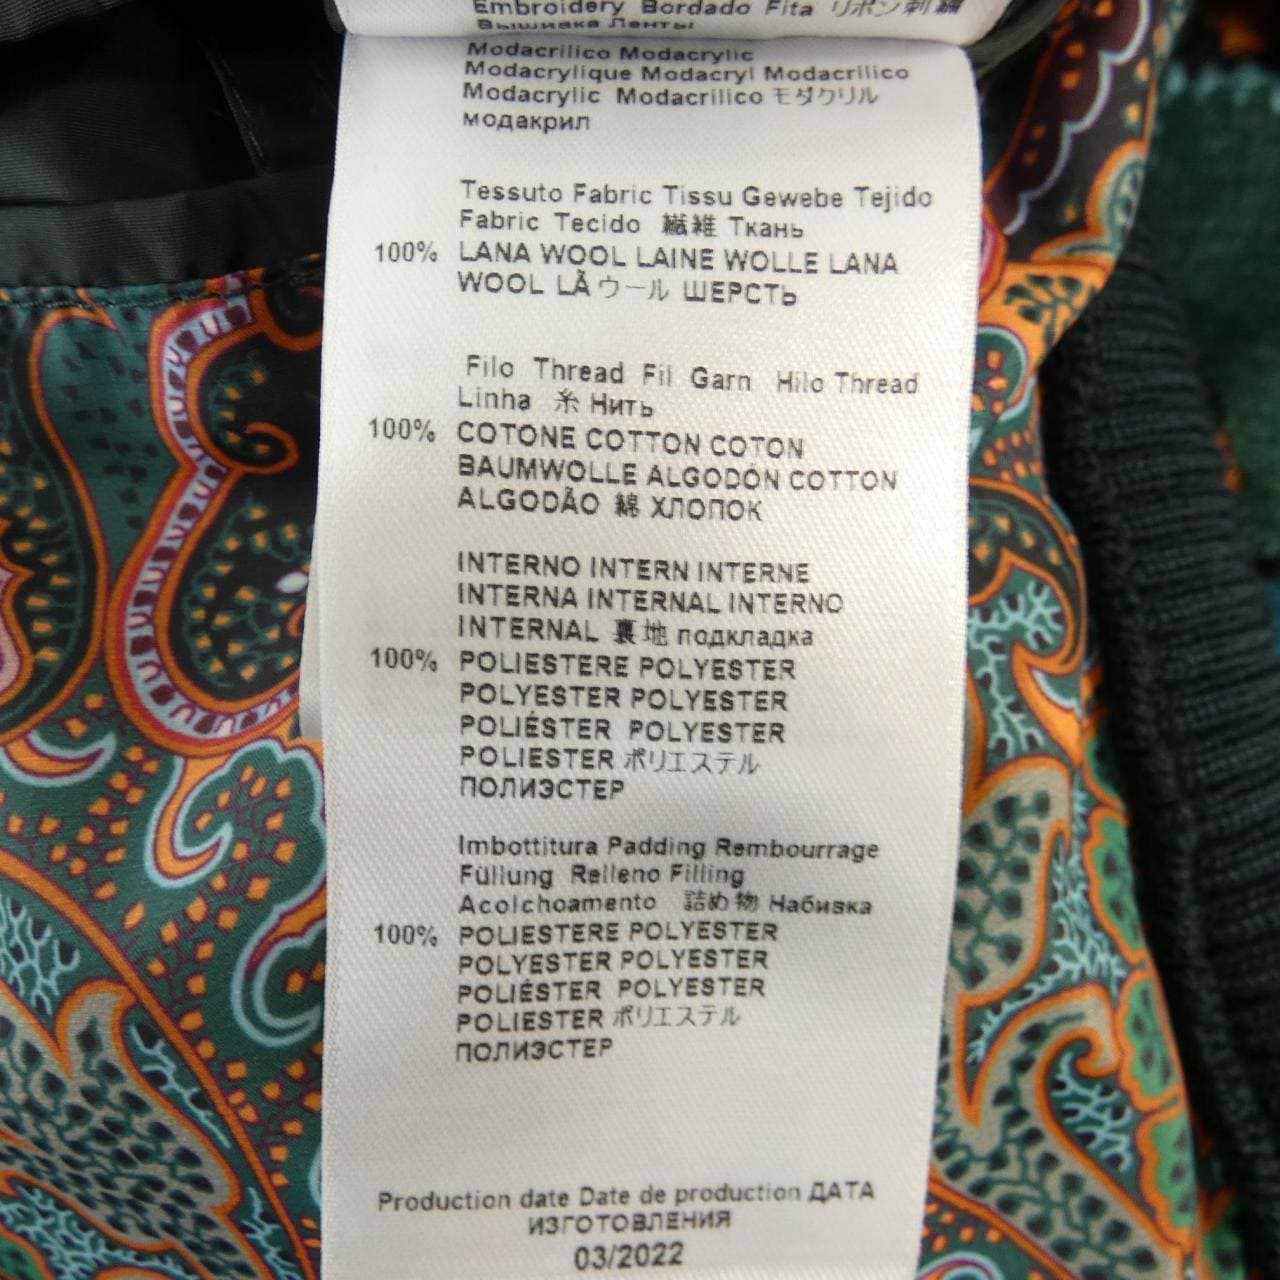 Embroidery Bordado Fita リボン刺繍
Вышивка Ленты
Modacrilico Modacrylic
Modacrylique Modacryl Modacrilico
Modacrylic Modacrilico モダクリル
модакрил
Tessuto Fabric Tissu Gewebe Tejido
Fabric Tecido 繊維 Ткань
100% LANA WOOL LAINE WOLLE LANA
WOOL LÃ ウール ШЕРСТЬ
Filo Thread Fil Garn Hilo Thread
Linha 糸 Нить
100% COTONE COTTON COTON
BAUMWOLLE ALGODÓN COTTON
ALGODÃO 綿 ХЛОПОК
INTERNO INTERN INTERNE
INTERNA INTERNAL INTERNO
INTERNAL 裏地 подкладка
100% POLIESTERE POLYESTER
POLYESTER POLYESTER
POLIÉSTER POLYESTER
POLIESTER ポリエステル
ПОЛИЭСТЕР
Imbottitura Padding Rembourrage
Füllung Relleno Filling
Acolchoamento 詰め物 Набивка
100% POLIESTERE POLYESTER
POLYESTER POLYESTER
POLIÉSTER POLYESTER
POLIESTER ポリエステル
ПОЛИЭСТЕР
Production date Date de production ДАТА
ИЗГОТОВЛЕНИЯ
03/2022